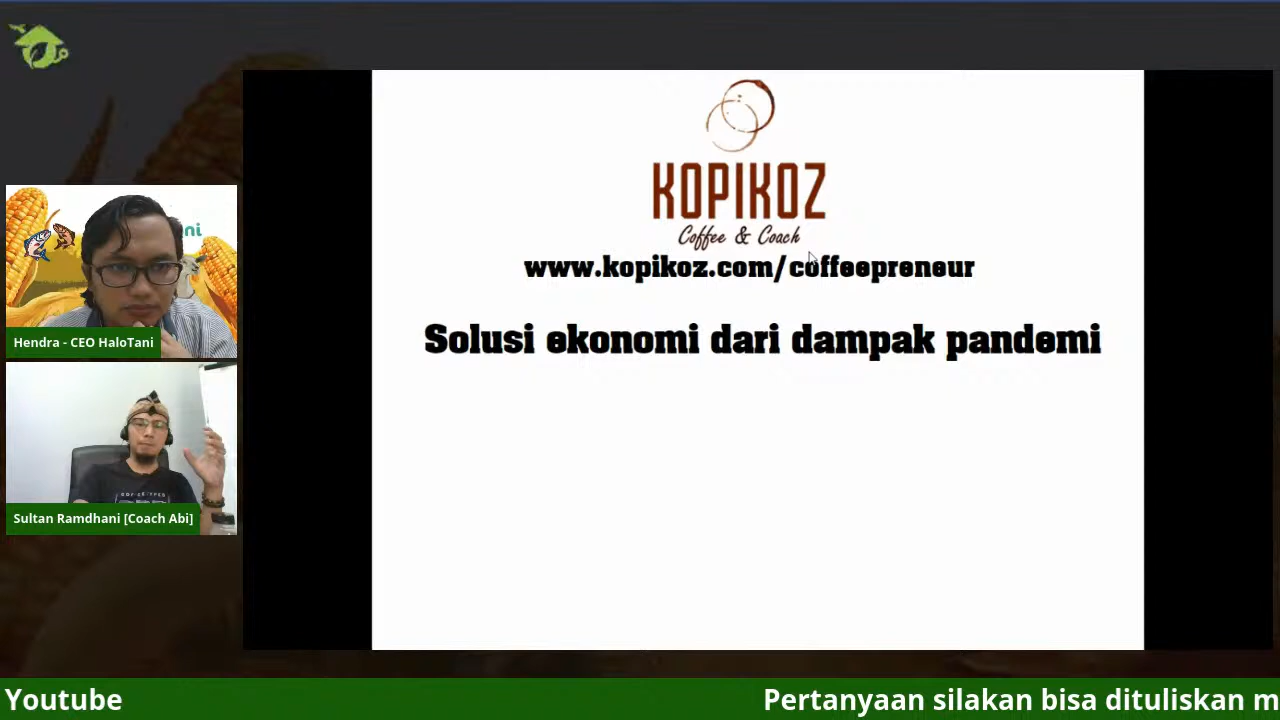 KOPIKOZ
Coffee & Coach
www.kopikoz.com/coffeepreneur
Solusi ekonomi dari dampak pandemi
ni
Hendra - CEO HaloTani
Sultan Ramdhani [Coach Abi]
Youtube
Pertanyaan silakan bisa dituliskan m